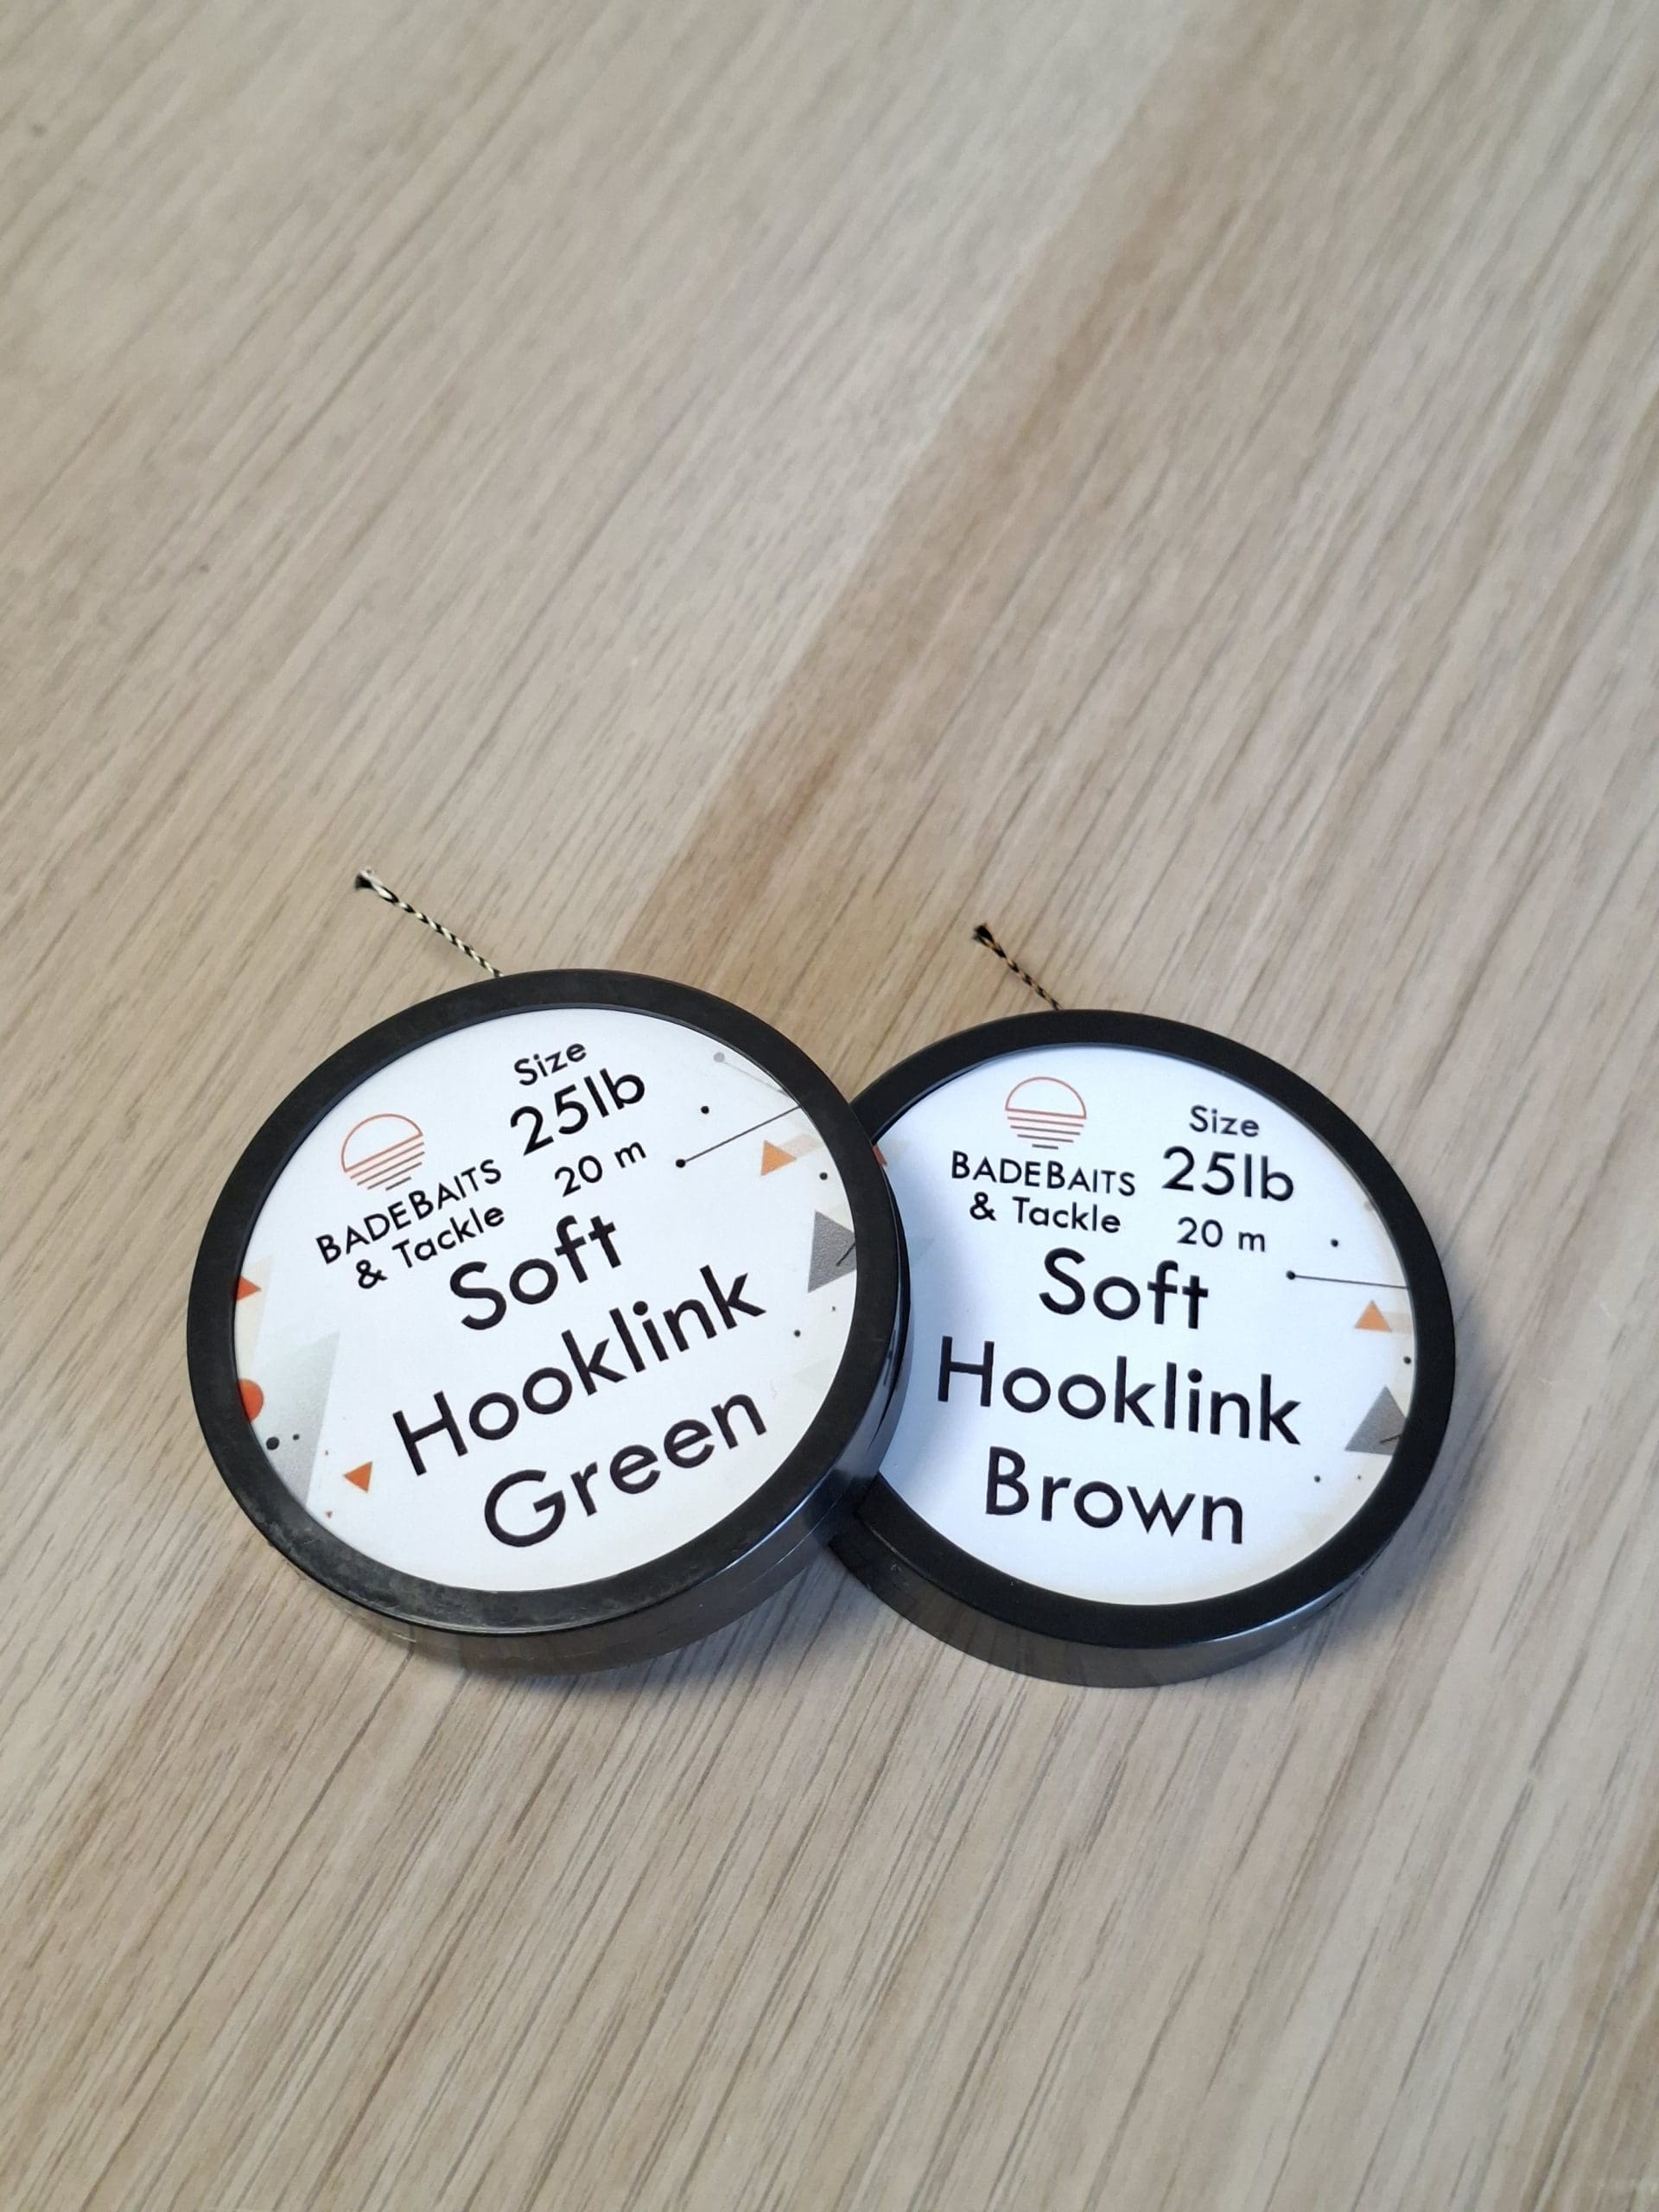 Size
25lb
20 m
BADEBAITS
& Tackle
Soft
Hooklink
Green
BADEBAITS
& Tackle
Size
25lb
20 m
Soft
Hooklink
Brown